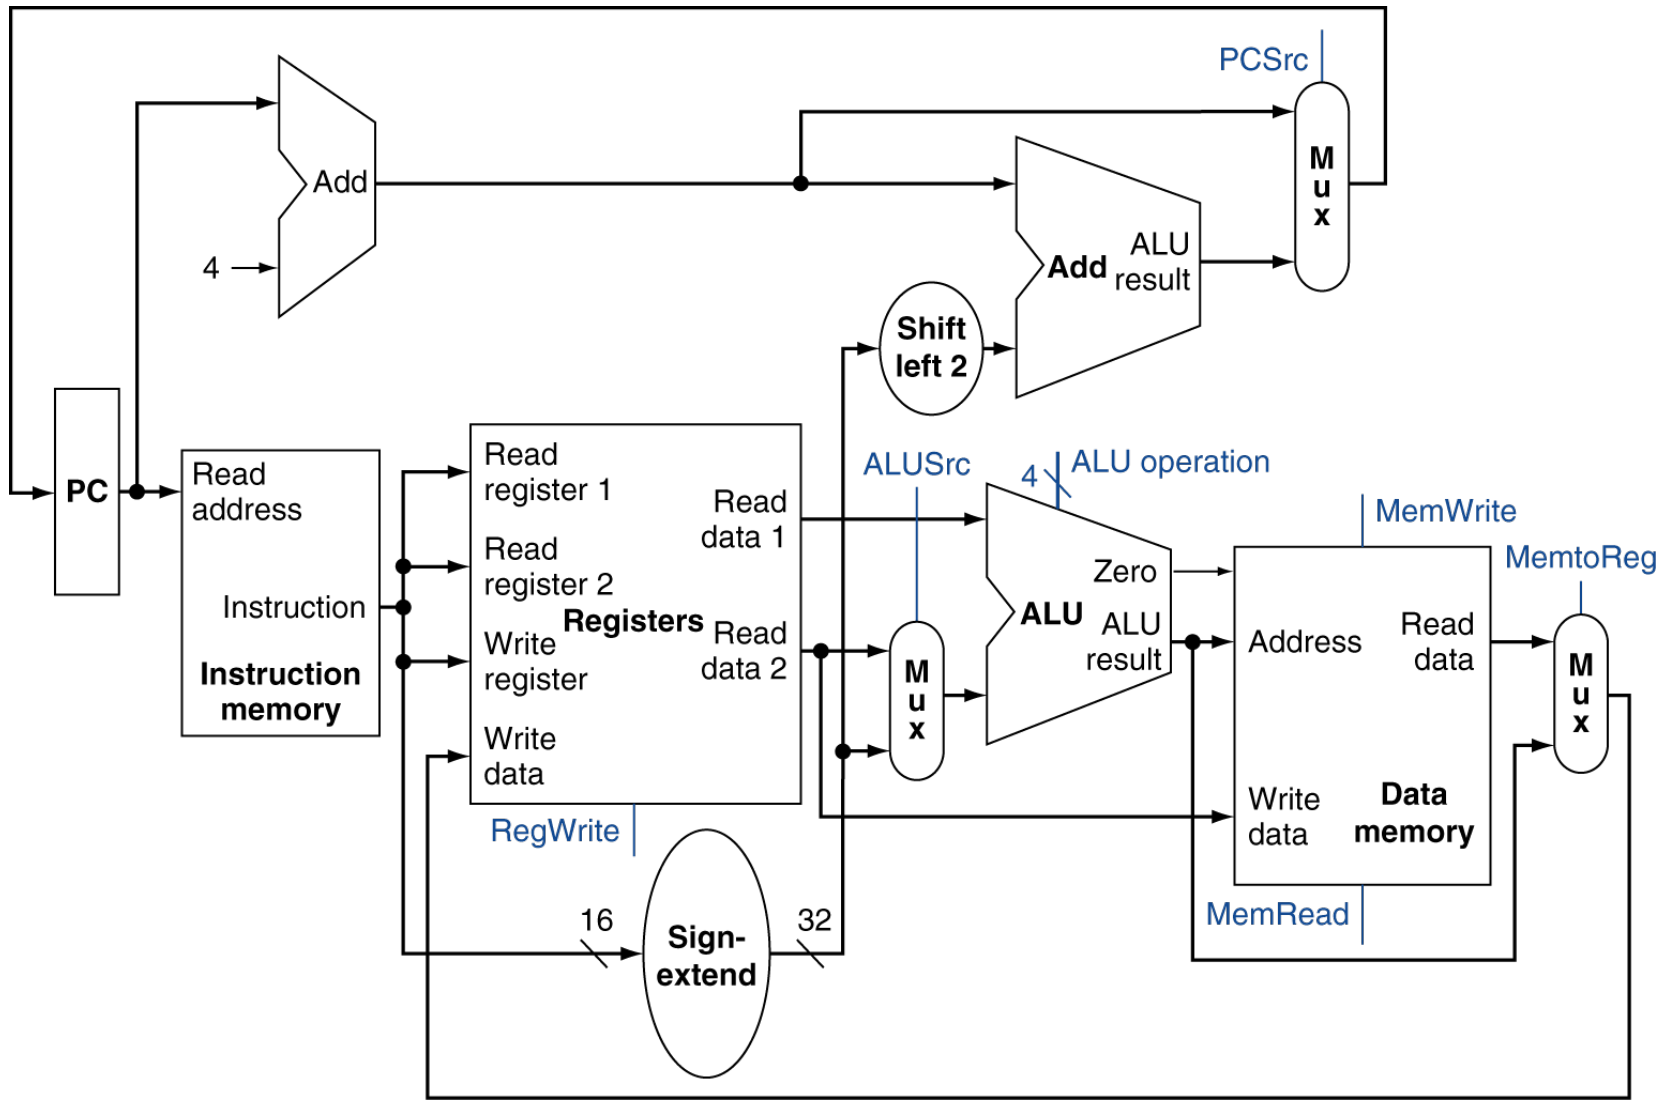 PCSrc
M
u
x
Add
4
Add
ALU
result
Shift
left 2
PC
Read
address
Instruction
Instruction
memory
Read
register 1
Read
register 2
Write
register
Write
data
Registers
Read
data 1
Read
data 2
RegWrite
16
Sign-
extend
32
ALUSrc
M
u
x
4
ALU operation
Zero
ALU
ALU
result
MemWrite
Address
Read
data
Write
data
Data
memory
MemRead
MemtoReg
M
u
x